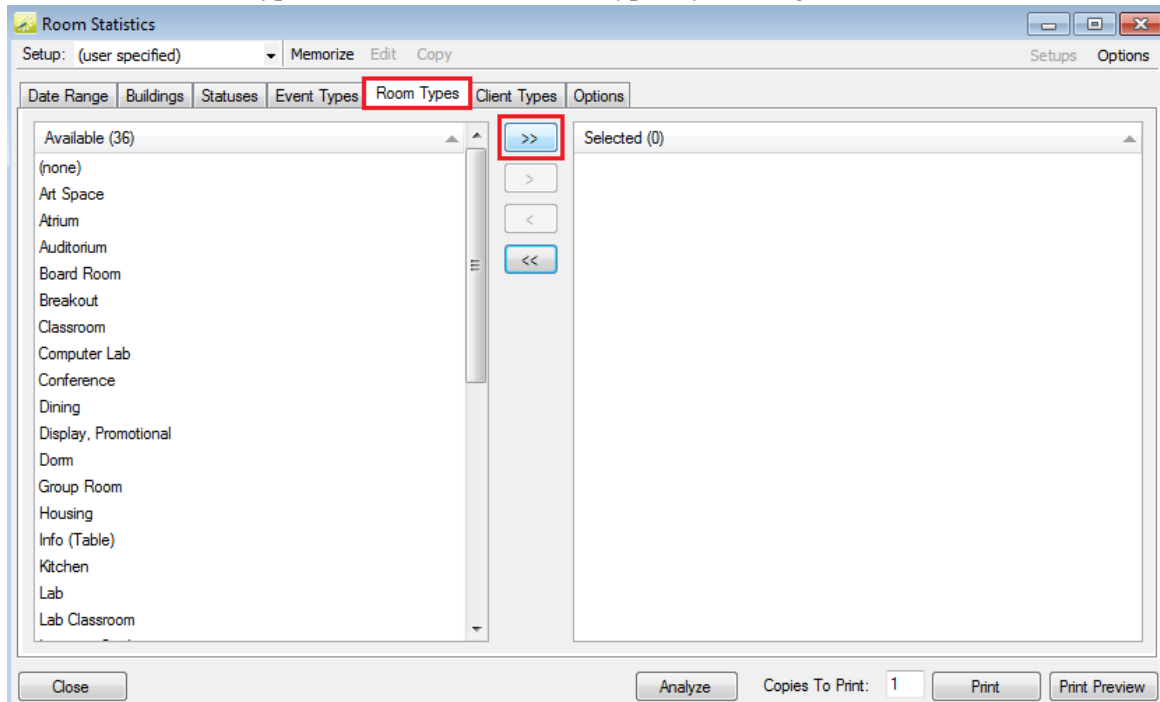 Room Statistics
Setup: (user specified) Memorize Edit Copy Setups Options
Date Range Buildings Statuses Event Types Room Types Client Types Options
Available (36) >> Selected (0)
(none)
>
Art Space
Atrium
<
Auditorium
<<
Board Room
Breakout
Classroom
Computer Lab
Conference
Dining
Display, Promotional
Dorm
Group Room
Housing
Info (Table)
Kitchen
Lab
Lab Classroom
Close Analyze Copies To Print: 1 Print Print Preview